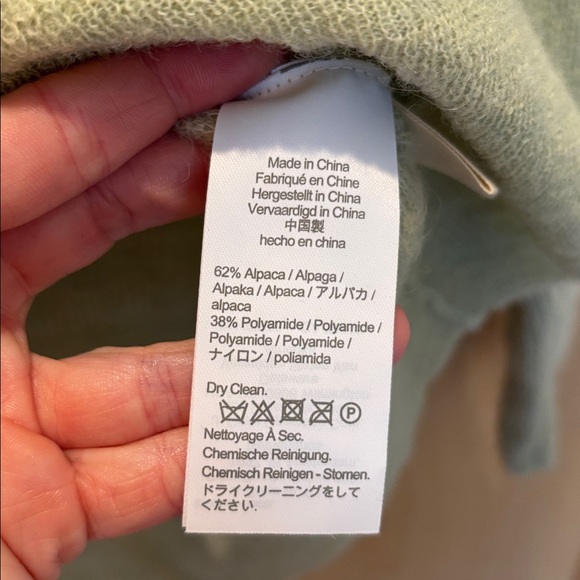 Made in China
Fabriqué en Chine
Hergestellt in China
Vervaardigd in China
中国製
hecho en china
62% Alpaca / Alpaga /
Alpaka / Alpaca / アルパカ /
alpaca
38% Polyamide / Polyamide /
Polyamide / Polyamide /
ナイロン / poliamida
Dry Clean.
P
Nettoyage À Sec.
Chemische Reinigung.
Chemisch Reinigen - Stomen.
ドライクリーニングをして
ください.